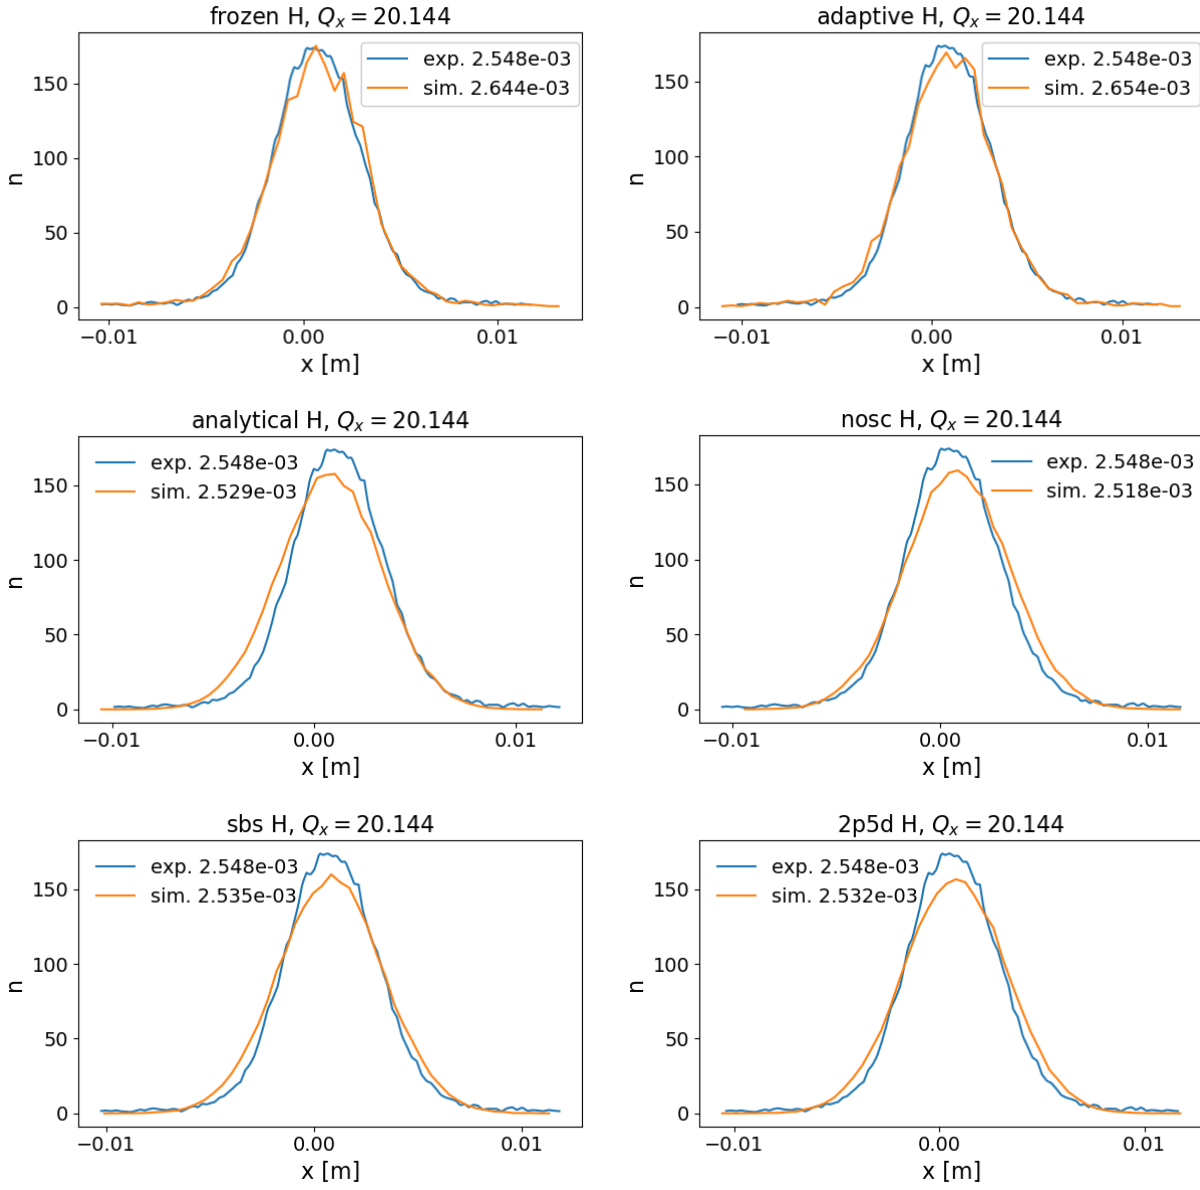 frozen H, Qₓ = 20.144
exp. 2.548e-03
sim. 2.644e-03
150
100
50
0
n
−0.01
0.00
0.01
x [m]
adaptive H, Qₓ = 20.144
exp. 2.548e-03
sim. 2.654e-03
150
100
50
0
n
−0.01
0.00
0.01
x [m]
analytical H, Qₓ = 20.144
exp. 2.548e-03
sim. 2.529e-03
150
100
50
0
n
−0.01
0.00
0.01
x [m]
nosc H, Qₓ = 20.144
exp. 2.548e-03
sim. 2.518e-03
150
100
50
0
n
−0.01
0.00
0.01
x [m]
sbs H, Qₓ = 20.144
exp. 2.548e-03
sim. 2.535e-03
150
100
50
0
n
−0.01
0.00
0.01
x [m]
2p5d H, Qₓ = 20.144
exp. 2.548e-03
sim. 2.532e-03
150
100
50
0
n
−0.01
0.00
0.01
x [m]